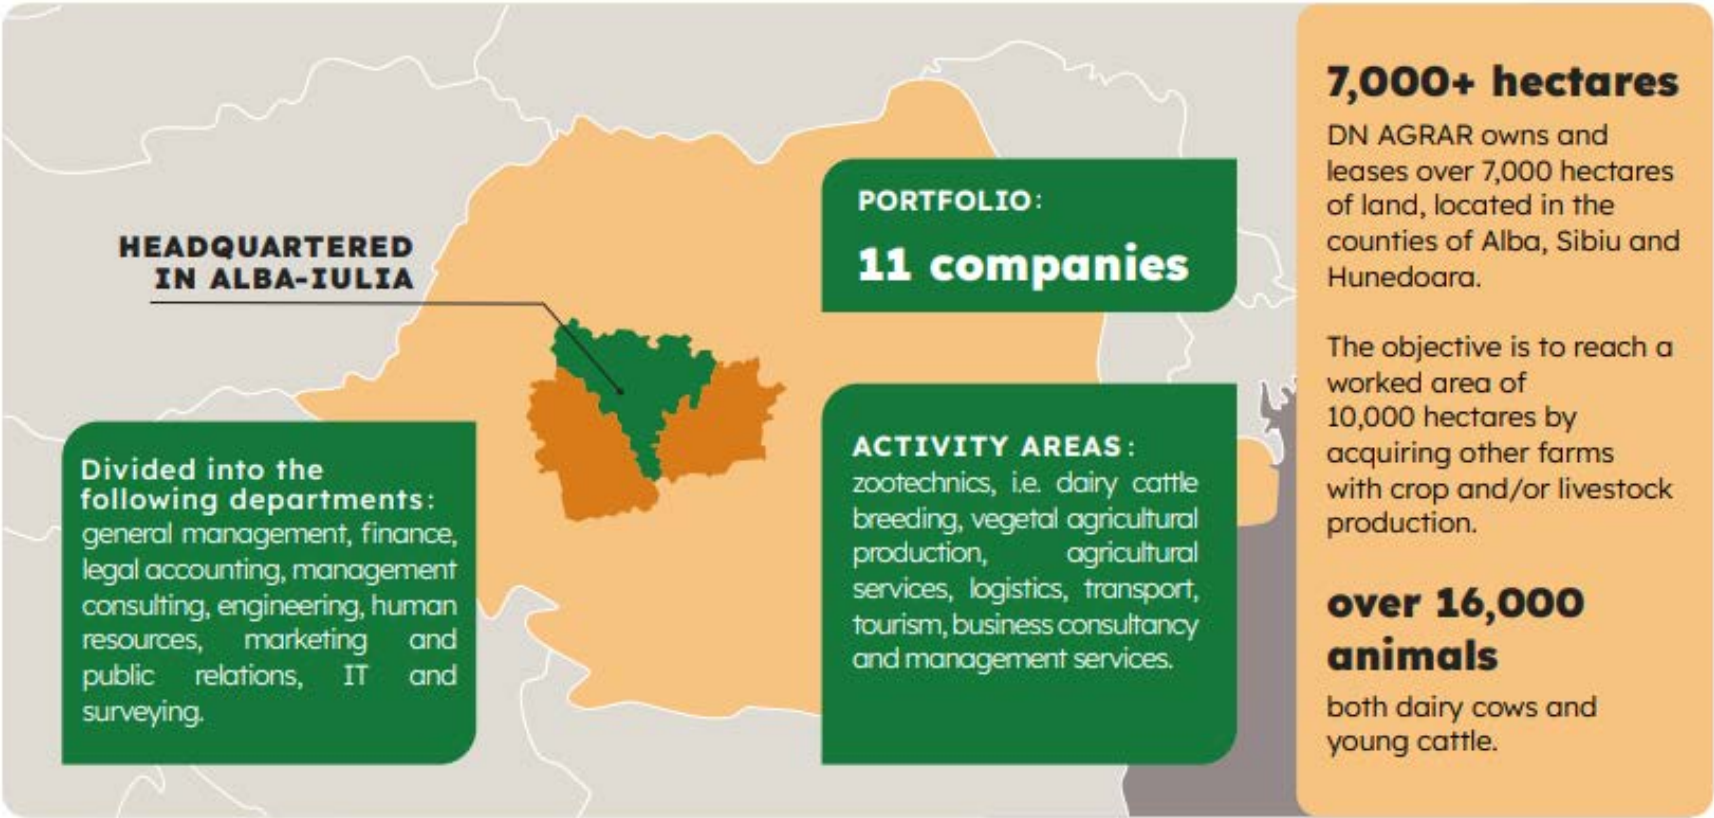 HEADQUARTERED
IN ALBA-IULIA
Divided into the
following departments:
general management, finance,
legal accounting, management
consulting, engineering, human
resources, marketing and
public relations, IT and
surveying.
PORTFOLIO:
11 companies
ACTIVITY AREAS:
zootechnics, i.e. dairy cattle
breeding, vegetal agricultural
production, agricultural
services, logistics, transport,
tourism, business consultancy
and management services.
7,000+ hectares
DN AGRAR owns and
leases over 7,000 hectares
of land, located in the
counties of Alba, Sibiu and
Hunedoara.
The objective is to reach a
worked area of
10,000 hectares by
acquiring other farms
with crop and/or livestock
production.
over 16,000
animals
both dairy cows and
young cattle.